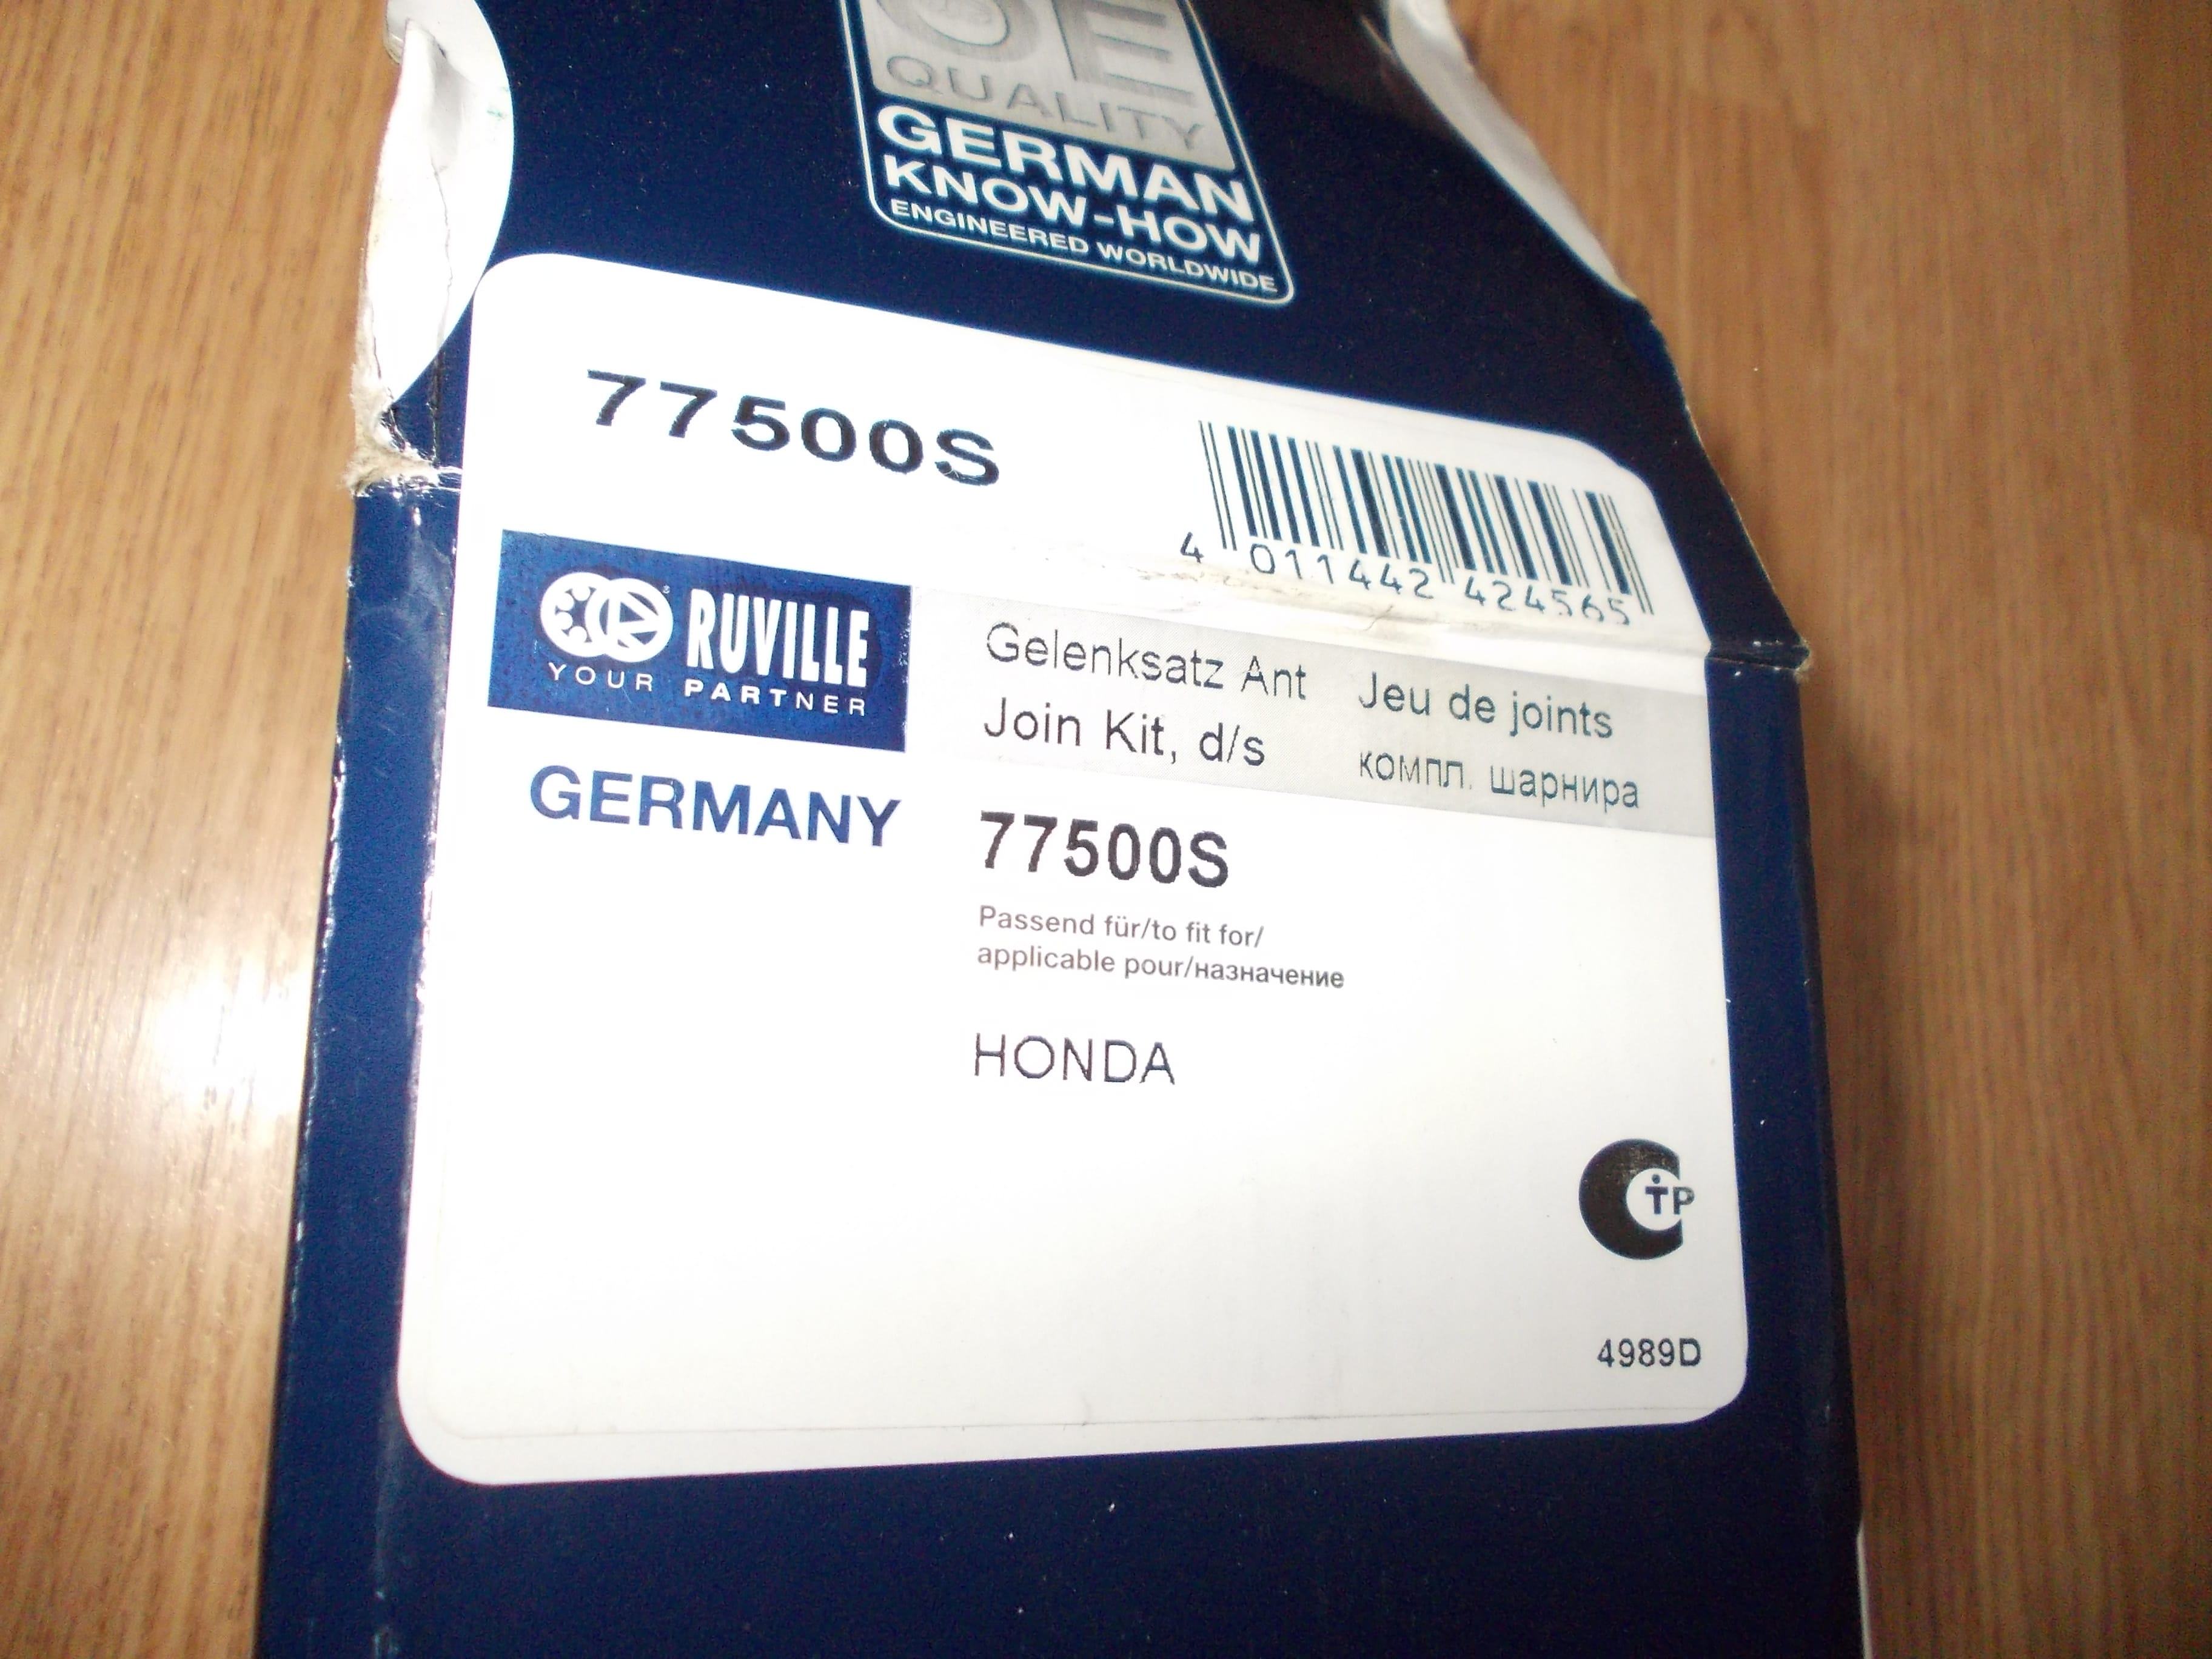 OE
QUALITY
GERMAN
KNOW-HOW
ENGINEERED WORLDWIDE
77500S
4 011442 424565
RUVILLE
YOUR PARTNER
GERMANY
Gelenksatz Ant
Join Kit, d/s
Jeu de joints
компл. шарнира
77500S
Passend für/to fit for/
applicable pour/назначение
HONDA
TP
4989D